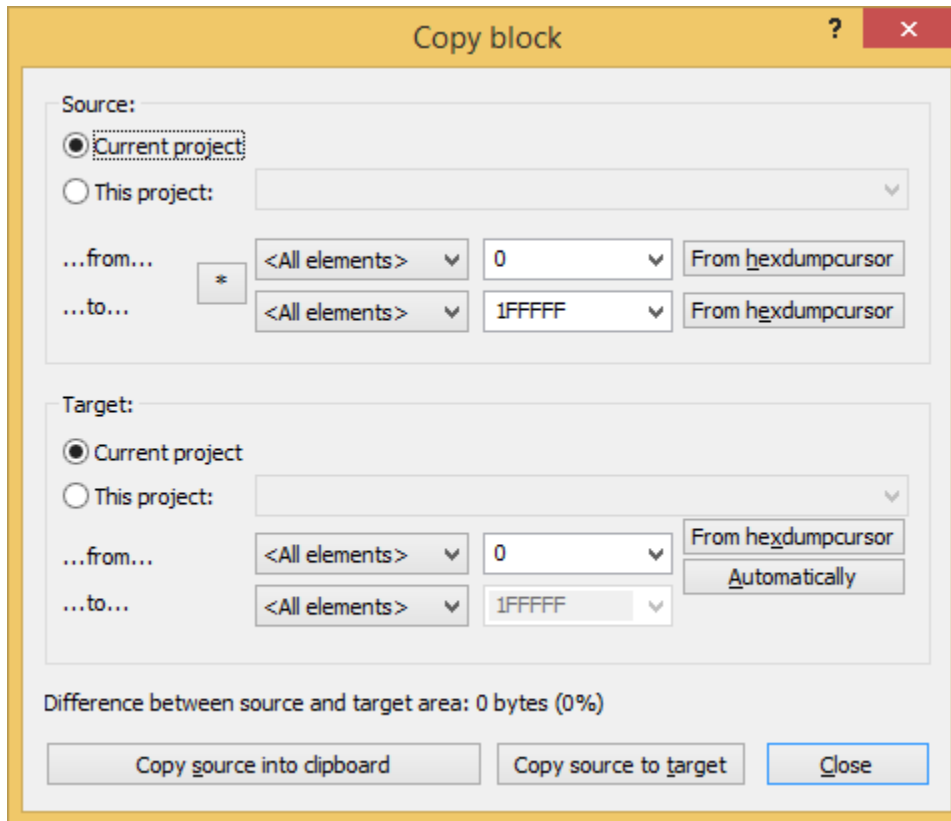 Copy block
?
Source:
Current project
This project:
...from... <All elements> 0 From hexdumpcursor
*
...to... <All elements> 1FFFFF From hexdumpcursor
Target:
Current project
This project:
From hexdumpcursor
...from... <All elements> 0
Automatically
...to... <All elements> 1FFFFF
Difference between source and target area: 0 bytes (0%)
Copy source into clipboard Copy source to target Close